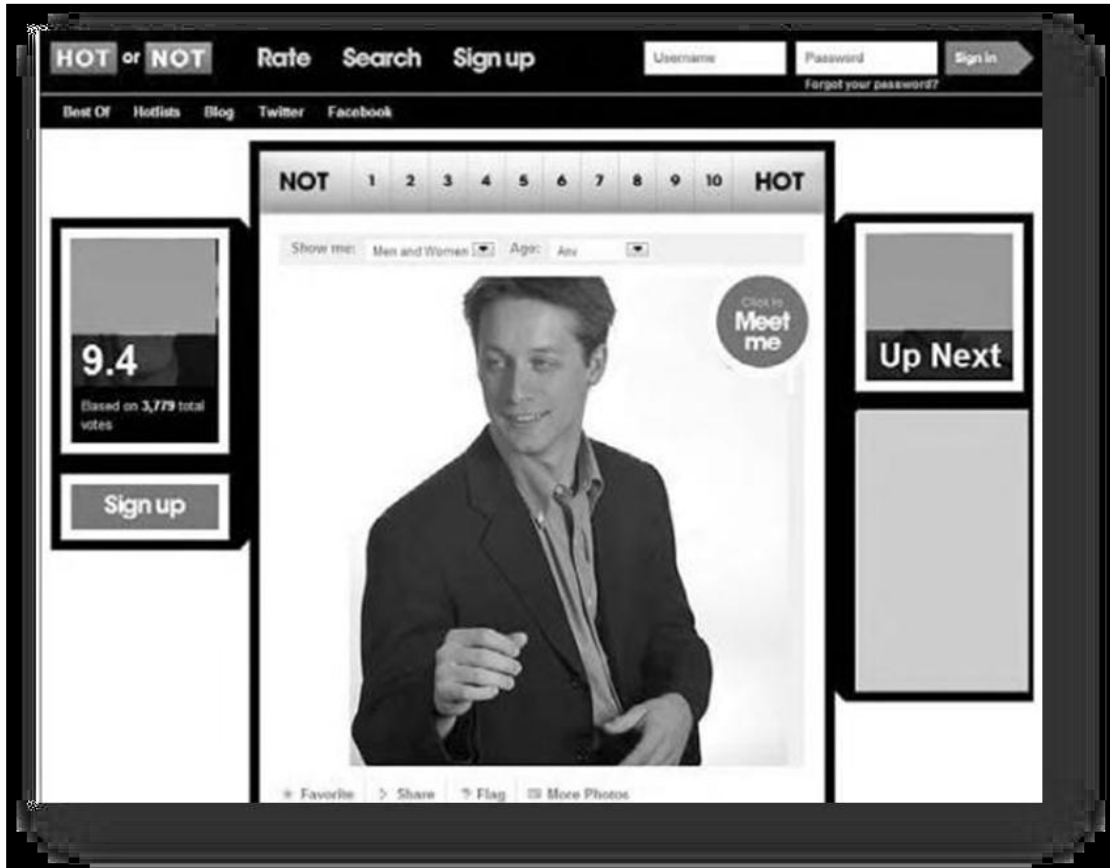 HOT or NOT Rate Search Sign up Username Password Sign in
Forgot your password?
Best Of Hotlists Blog Twitter Facebook
NOT 1 2 3 4 5 6 7 8 9 10 HOT
Show me: Men and Women Age: Any
9.4
Based on 3,779 total
votes
Sign up
Click to
Meet
me
Up Next
Favorite Share Flag More Photos